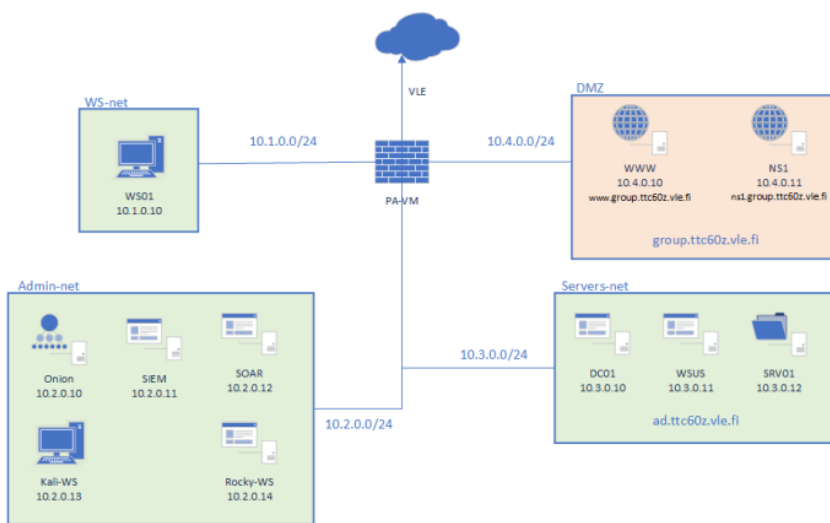 VLE
WS-net
10.1.0.0/24
WS01
10.1.0.10
PA-VM
10.4.0.0/24
DMZ
WWW
10.4.0.10
www.group.ttc60z.vle.fi
NS1
10.4.0.11
ns1.group.ttc60z.vle.fi
group.ttc60z.vle.fi
Admin-net
Onion
10.2.0.10
SIEM
10.2.0.11
SOAR
10.2.0.12
Kali-WS
10.2.0.13
Rocky-WS
10.2.0.14
10.2.0.0/24
10.3.0.0/24
Servers-net
DC01
10.3.0.10
WSUS
10.3.0.11
SRV01
10.3.0.12
ad.ttc60z.vle.fi